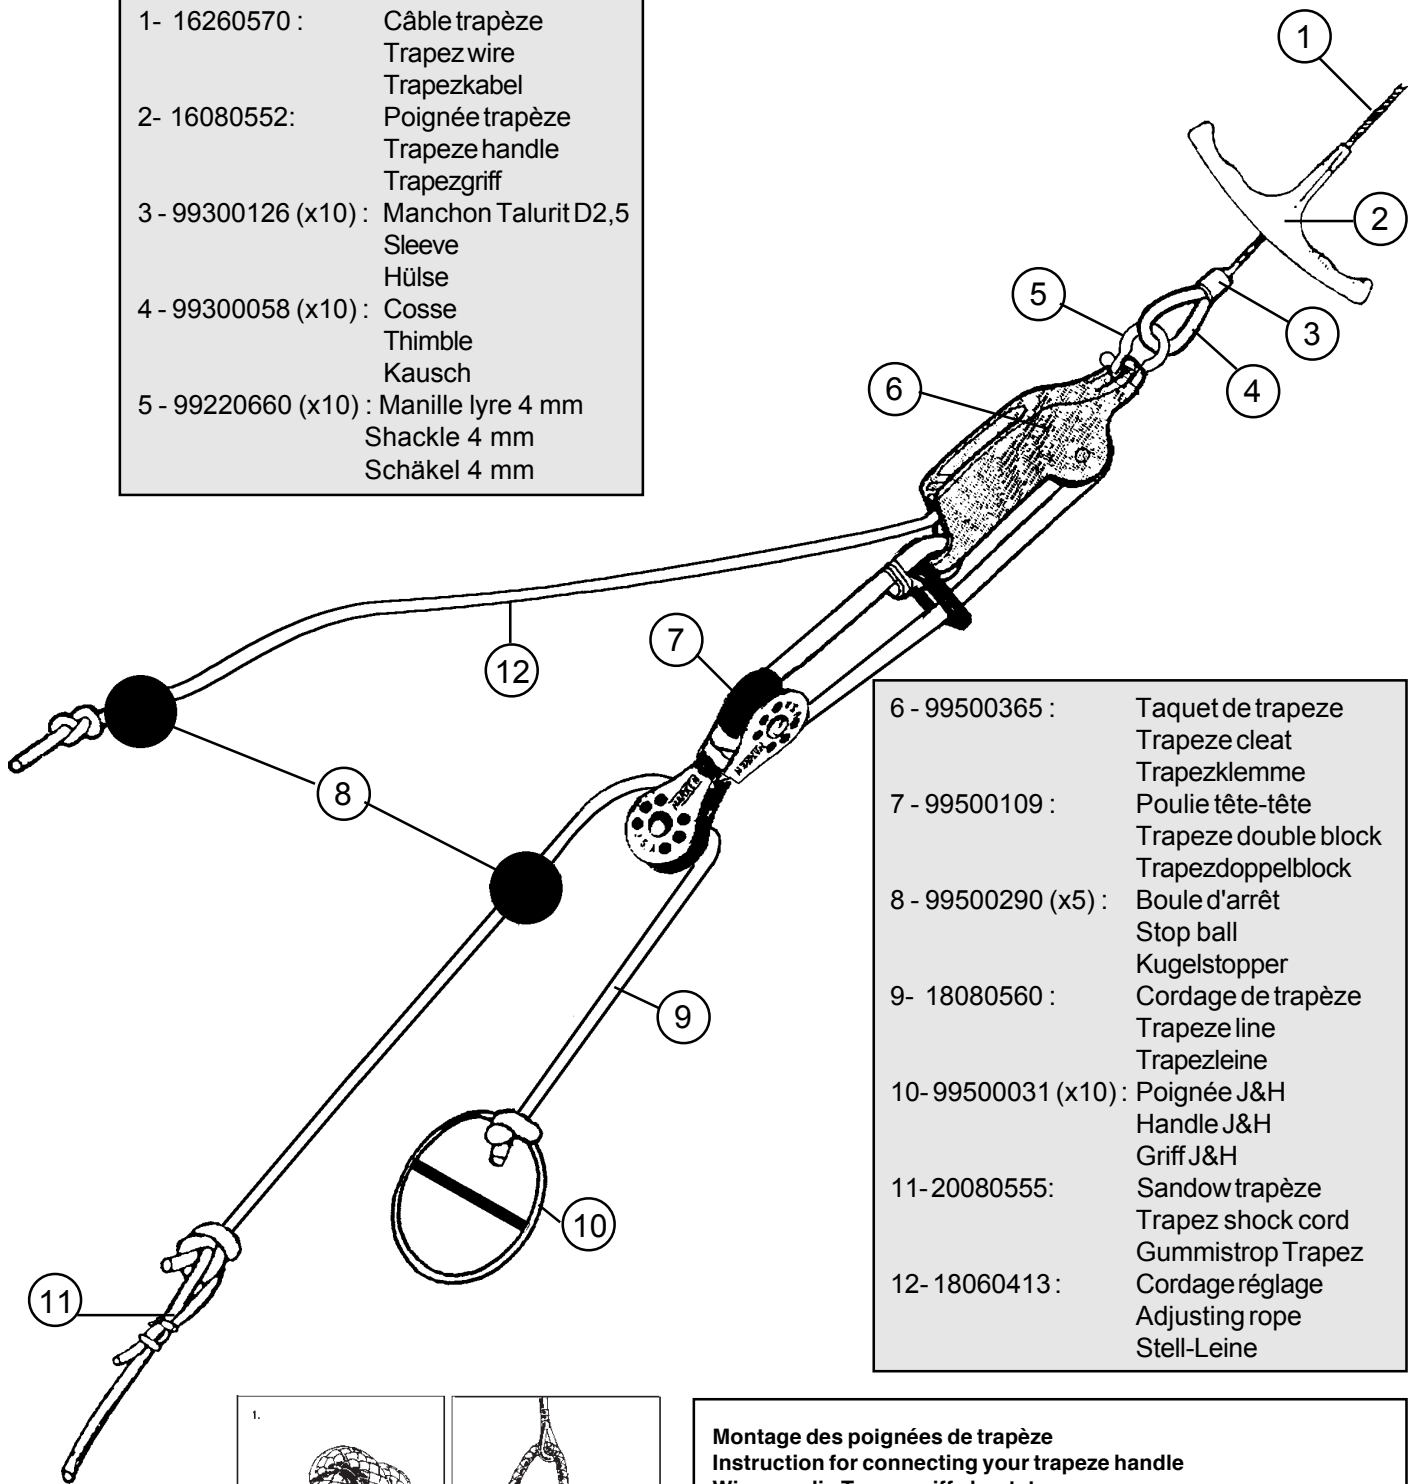 1- 16260570 : Câble trapèze
Trapez wire
Trapezkabel
2- 16080552: Poignée trapèze
Trapeze handle
Trapezgriff
3 - 99300126 (x10) : Manchon Talurit D2,5
Sleeve
Hülse
4 - 99300058 (x10) : Cosse
Thimble
Kausch
5 - 99220660 (x10) : Manille lyre 4 mm
Shackle 4 mm
Schäkel 4 mm
1
2
3
4
5
6
7
8
9
10
11
12
HARKEN
U.S.A
HARKEN
6 - 99500365 : Taquet de trapeze
Trapeze cleat
Trapezklemme
7 - 99500109 : Poulie tête-tête
Trapeze double block
Trapezdoppelblock
8 - 99500290 (x5) : Boule d'arrêt
Stop ball
Kugelstopper
9- 18080560 : Cordage de trapèze
Trapeze line
Trapezleine
10- 99500031 (x10) : Poignée J&H
Handle J&H
Griff J&H
11- 20080555: Sandow trapèze
Trapez shock cord
Gummistrop Trapez
12- 18060413 : Cordage réglage
Adjusting rope
Stell-Leine
1.
Montage des poignées de trapèze
Instruction for connecting your trapeze handle